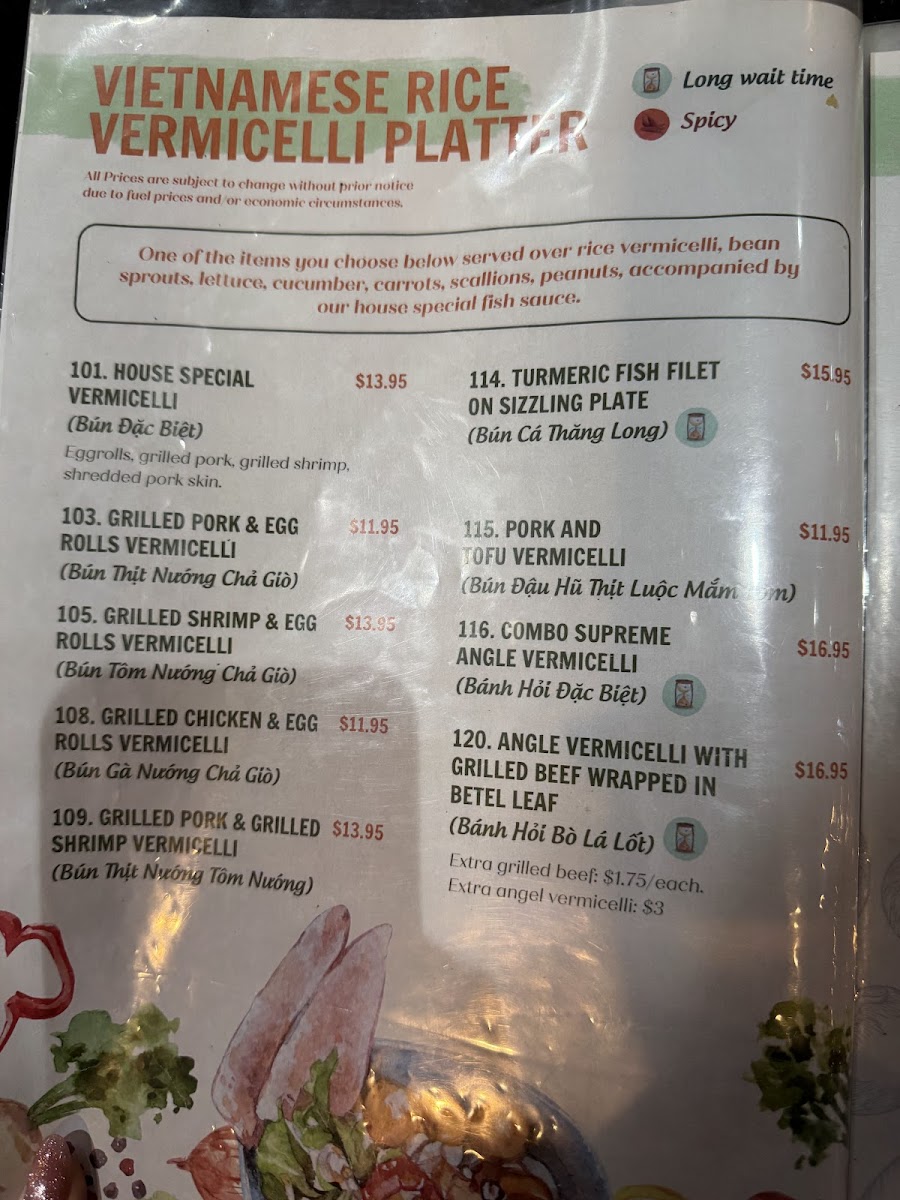 VIETNAMESE RICE
VERMICELLI PLATTER
Long wait time
Spicy
All Prices are subject to change without prior notice
due to fuel prices and/or economic circumstances.
One of the items you choose below served over rice vermicelli, bean
sprouts, lettuce, cucumber, carrots, scallions, peanuts, accompanied by
our house special fish sauce.
101. HOUSE SPECIAL $13.95
VERMICELLI
(Bún Đặc Biêt)
Eggrolls, grilled pork, grilled shrimp,
shredded pork skin.
103. GRILLED PORK & EGG $11.95
ROLLS VERMICELLI
(Bún Thịt Nướng Chả Giò)
105. GRILLED SHRIMP & EGG $13.95
ROLLS VERMICELLI
(Bún Tôm Nướng Chả Giò)
108. GRILLED CHICKEN & EGG $11.95
ROLLS VERMICELLI
(Bún Gà Nướng Chả Giò)
109. GRILLED PORK & GRILLED $13.95
SHRIMP VERMICELLI
(Bún Thịt Nướng Tôm Nướng)
114. TURMERIC FISH FILET $15.95
ON SIZZLING PLATE
(Bún Cá Thăng Long)
115. PORK AND $11.95
TOFU VERMICELLI
(Bún Đậu Hũ Thịt Luộc Mắm Tôm)
116. COMBO SUPREME $16.95
ANGLE VERMICELLI
(Bánh Hỏi Đặc Biệt)
120. ANGLE VERMICELLI WITH
GRILLED BEEF WRAPPED IN $16.95
BETEL LEAF
(Bánh Hỏi Bò Lá Lốt)
Extra grilled beef: $1.75/each.
Extra angel vermicelli: $3